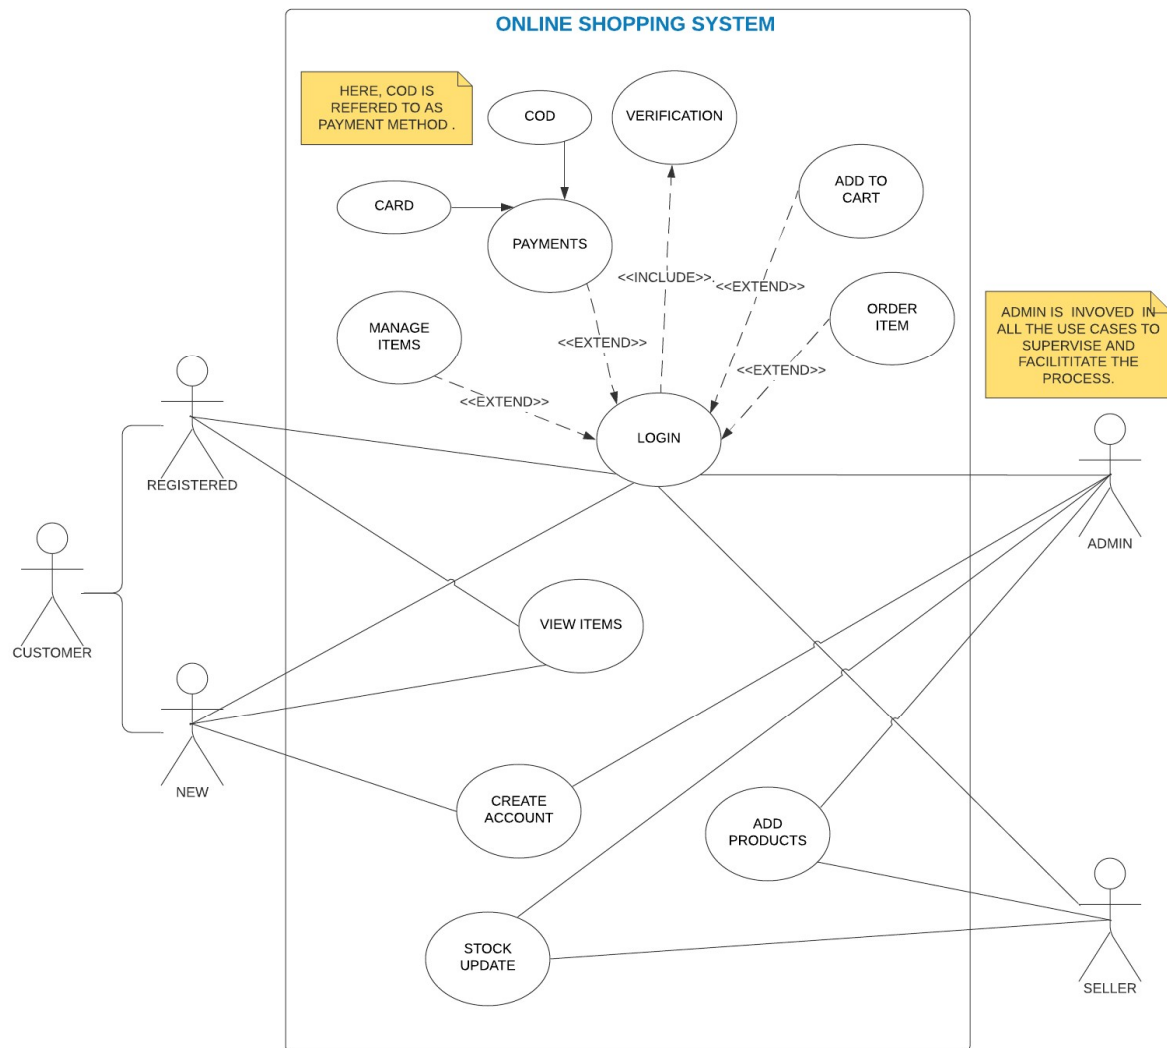 ONLINE SHOPPING SYSTEM
HERE, COD IS
REFERED TO AS
PAYMENT METHOD .
COD
VERIFICATION
ADD TO
CART
CARD
PAYMENTS
<<INCLUDE>>
<<EXTEND>>
ORDER
ITEM
MANAGE
ITEMS
<<EXTEND>>
<<EXTEND>>
<<EXTEND>>
ADMIN IS  INVOVED  IN
ALL THE USE CASES TO
SUPERVISE AND
FACILITITATE THE
PROCESS.
LOGIN
REGISTERED
ADMIN
CUSTOMER
VIEW ITEMS
NEW
CREATE
ACCOUNT
ADD
PRODUCTS
STOCK
UPDATE
SELLER